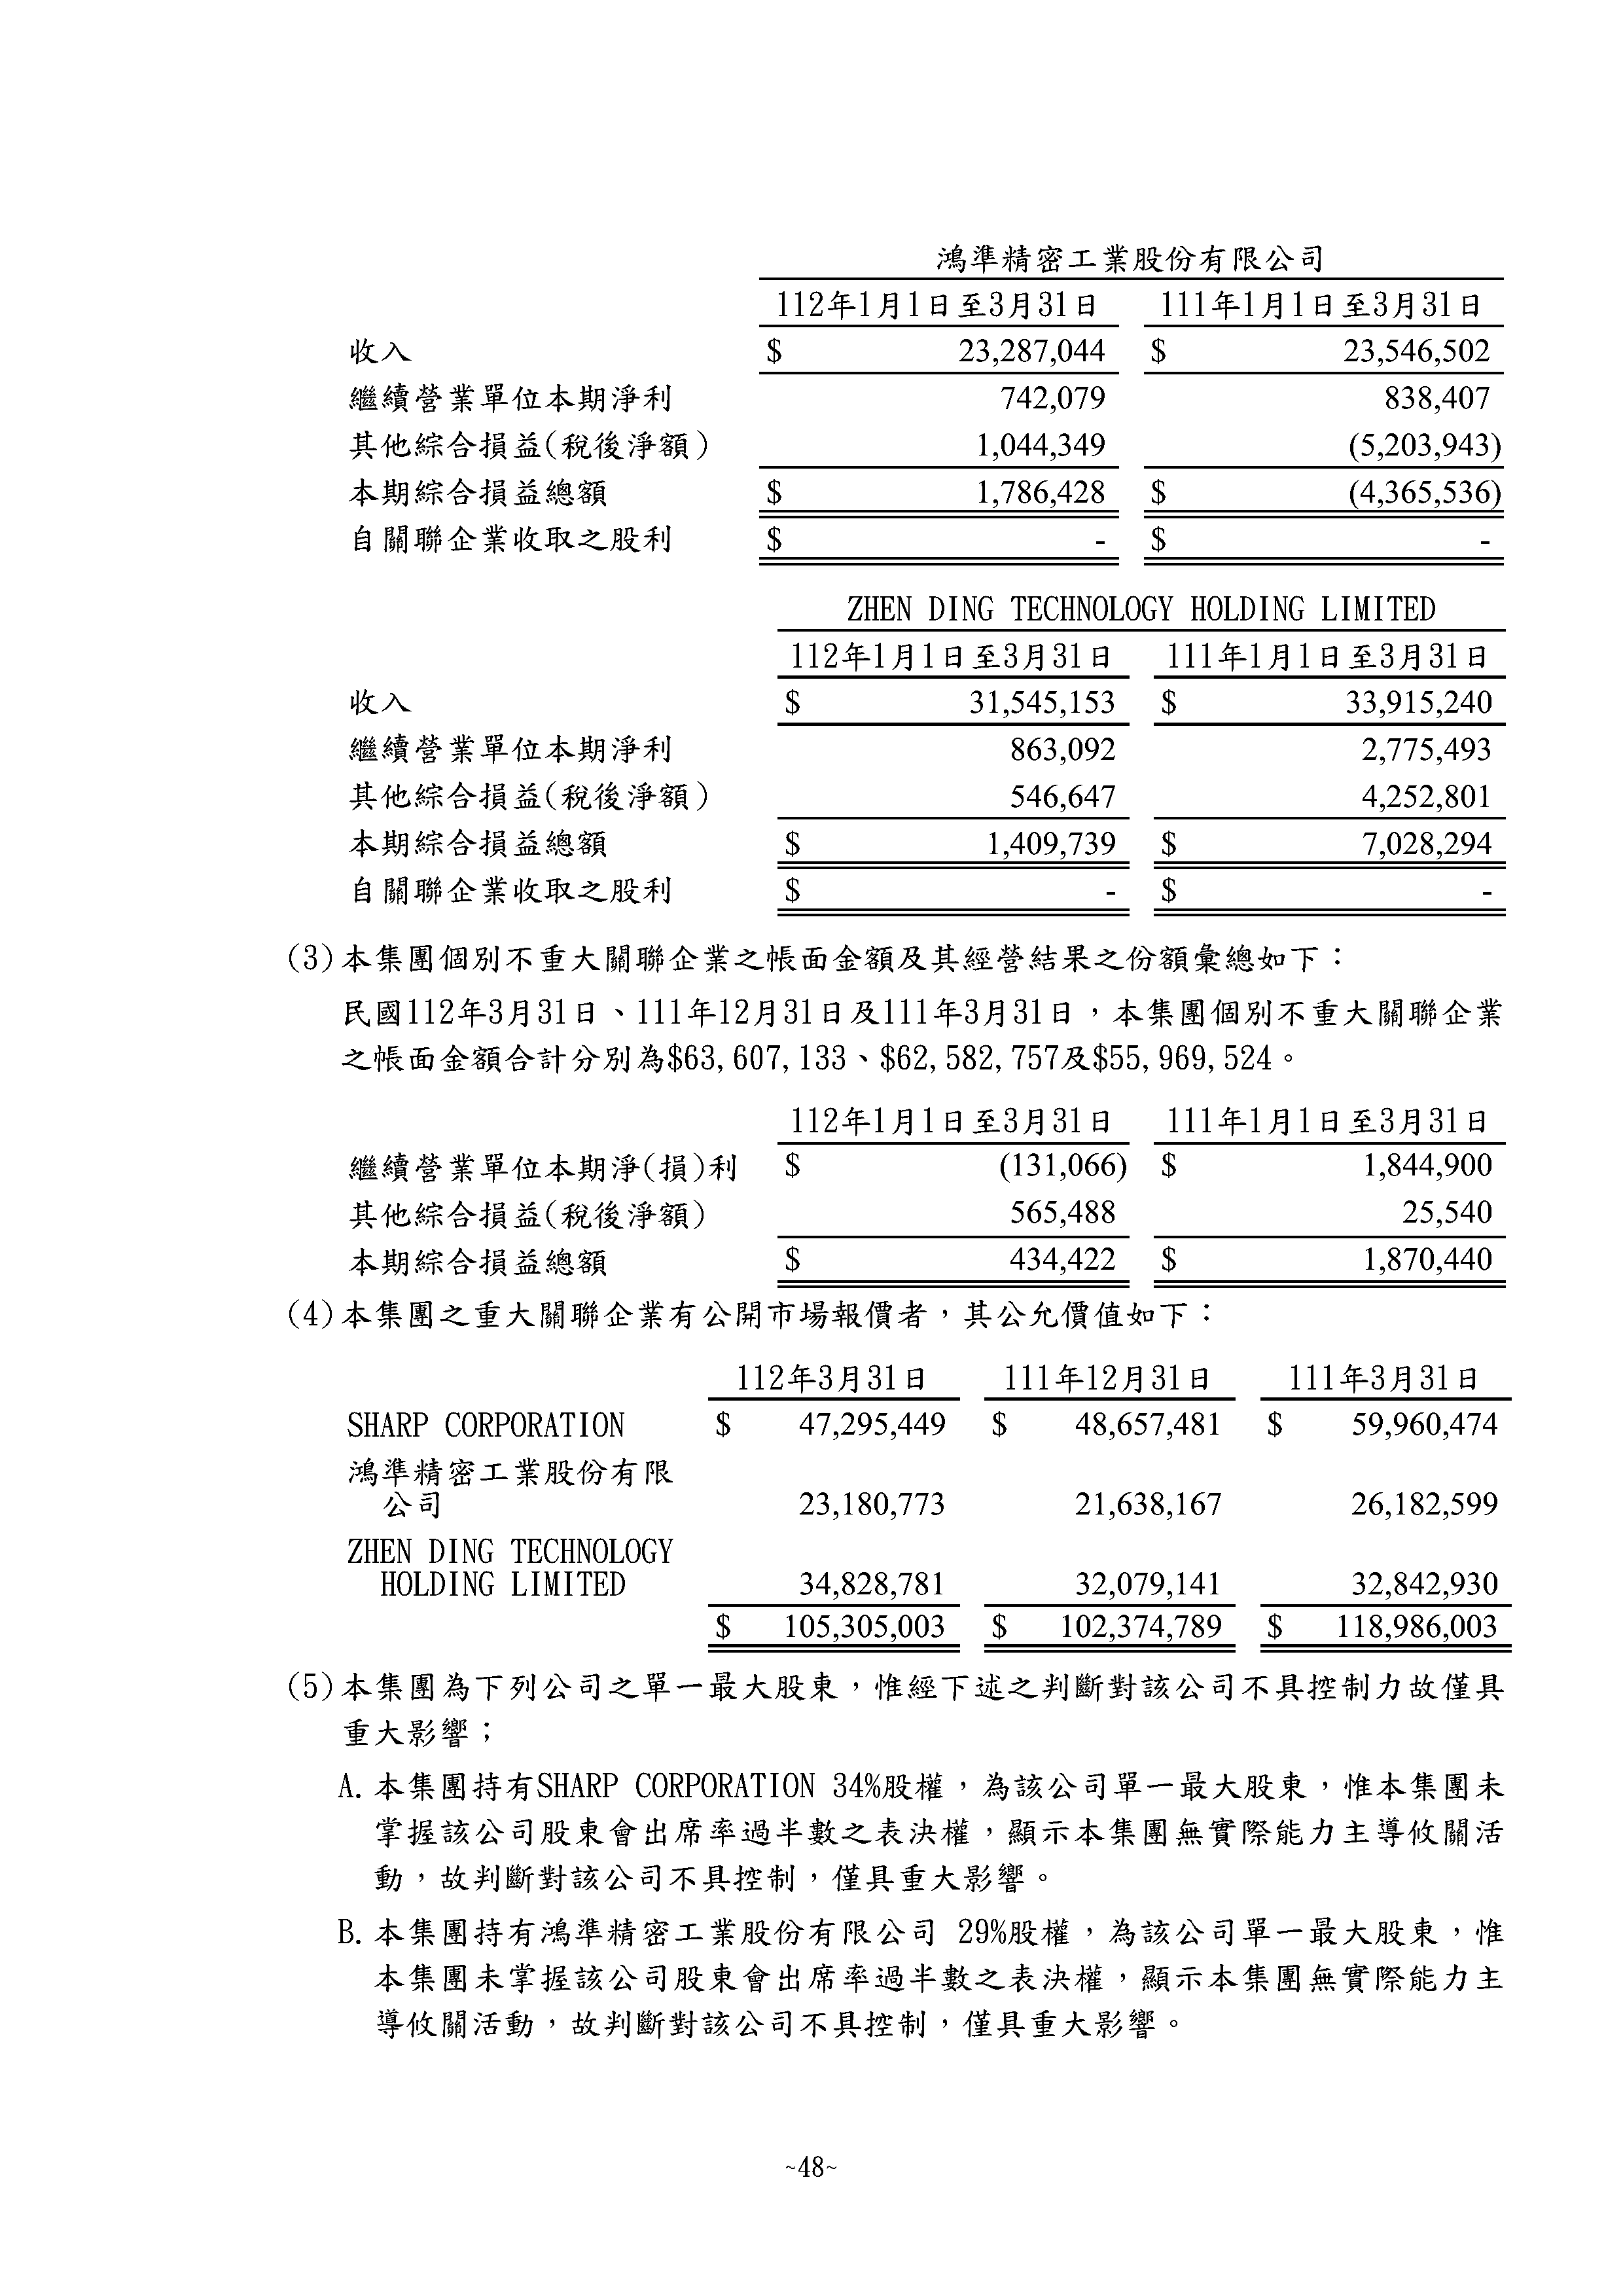 鴻準精密工業股份有限公司
112年1月1日至3月31日 111年1月1日至3月31日
收入 $ 23,287,044 $ 23,546,502
繼續營業單位本期淨利 742,079 838,407
其他綜合損益(稅後淨額) 1,044,349 (5,203,943)
本期綜合損益總額 $ 1,786,428 $ (4,365,536)
自關聯企業收取之股利 $ - $ -
ZHEN DING TECHNOLOGY HOLDING LIMITED
112年1月1日至3月31日 111年1月1日至3月31日
收入 $ 31,545,153 $ 33,915,240
繼續營業單位本期淨利 863,092 2,775,493
其他綜合損益(稅後淨額) 546,647 4,252,801
本期綜合損益總額 $ 1,409,739 $ 7,028,294
自關聯企業收取之股利 $ - $ -
(3)本集團個別不重大關聯企業之帳面金額及其經營結果之份額彙總如下：
民國112年3月31日、111年12月31日及111年3月31日，本集團個別不重大關聯企業
之帳面金額合計分別為$63,607,133、$62,582,757及$55,969,524。
112年1月1日至3月31日 111年1月1日至3月31日
繼續營業單位本期淨(損)利 $ (131,066) $ 1,844,900
其他綜合損益(稅後淨額) 565,488 25,540
本期綜合損益總額 $ 434,422 $ 1,870,440
(4)本集團之重大關聯企業有公開市場報價者，其公允價值如下：
112年3月31日 111年12月31日 111年3月31日
SHARP CORPORATION $ 47,295,449 $ 48,657,481 $ 59,960,474
鴻準精密工業股份有限
公司 23,180,773 21,638,167 26,182,599
ZHEN DING TECHNOLOGY
HOLDING LIMITED 34,828,781 32,079,141 32,842,930
$ 105,305,003 $ 102,374,789 $ 118,986,003
(5)本集團為下列公司之單一最大股東，惟經下述之判斷對該公司不具控制力故僅具
重大影響；
A.本集團持有SHARP CORPORATION 34%股權，為該公司單一最大股東，惟本集團未
掌握該公司股東會出席率過半數之表決權，顯示本集團無實際能力主導攸關活
動，故判斷對該公司不具控制，僅具重大影響。
B.本集團持有鴻準精密工業股份有限公司 29%股權，為該公司單一最大股東，惟
本集團未掌握該公司股東會出席率過半數之表決權，顯示本集團無實際能力主
導攸關活動，故判斷對該公司不具控制，僅具重大影響。
~48~